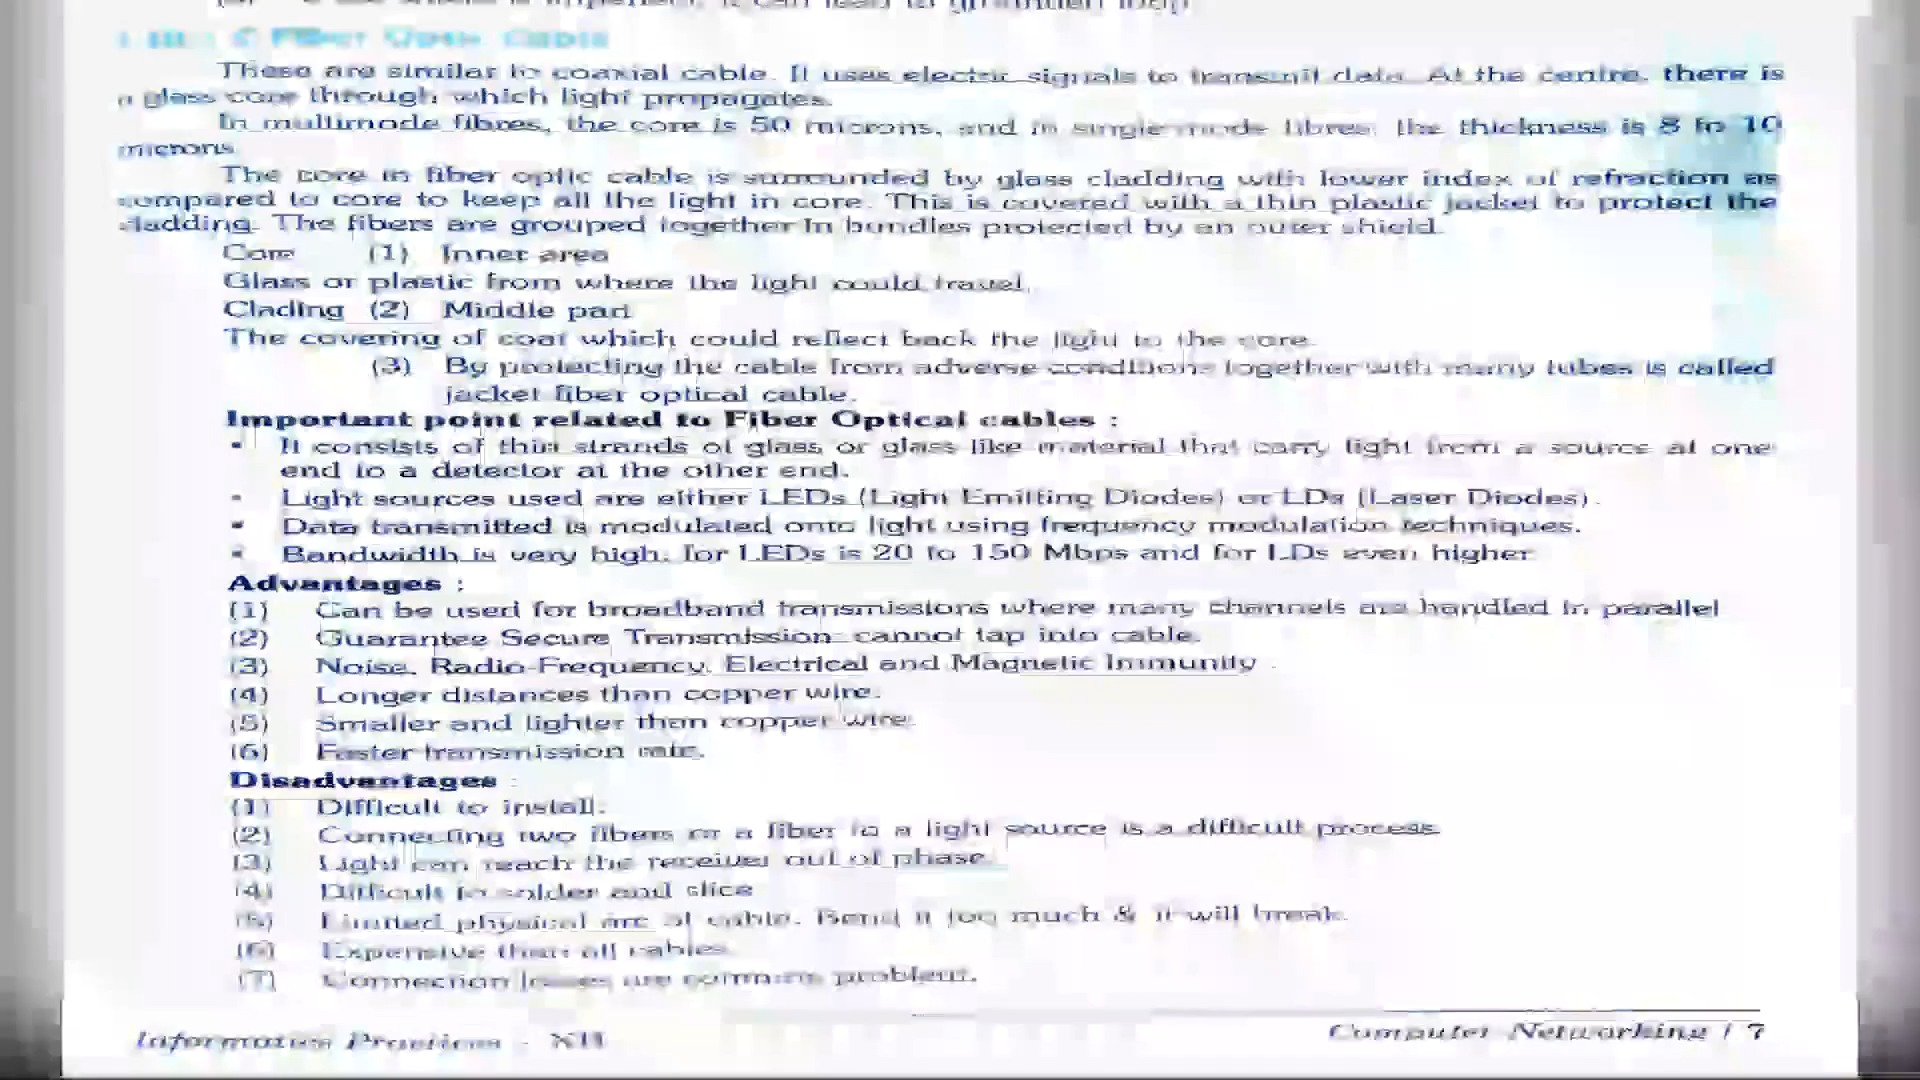 Fiber Optic Cable
These are similar to coaxial cable. It uses electric signals to transmit data. At the centre, there is
a glass core through which light propagates.
In multimode fibres, the core is 50 microns, and in single mode fibres, the thickness is 8 to 10
microns
The core in fiber optic cable is surrounded by glass cladding with lower index of refraction as
compared to core to keep all the light in core. This is covered with a thin plastic jacket to protect the
cladding. The fibers are grouped together in bundles protected by an outer shield.
Core (1) Inner area
Glass or plastic from where the light could travel.
Clading (2) Middle part
The covering of coat which could reflect back the light to the core.
(3) By protecting the cable from adverse conditions together with many tubes is called
jacket fiber optical cable.
Important point related to Fiber Optical cables :
• It consists of thin strands of glass or glass like material that carry light from a source at one
end to a detector at the other end.
• Light sources used are either LEDs (Light Emitting Diodes) or LDs (Laser Diodes).
• Data transmitted is modulated onto light using frequency modulation techniques.
• Bandwidth is very high. for LEDs is 20 to 150 Mbps and for LDs even higher
Advantages :
(1) Can be used for broadband transmissions where many channels are handled in parallel
(2) Guarantee Secure Transmission cannot tap into cable.
(3) Noise, Radio-Frequency, Electrical and Magnetic Immunity
(4) Longer distances than copper wire.
(5) Smaller and lighter than copper wire.
(6) Faster transmission rate.
Disadvantages :
(1) Difficult to install.
(2) Connecting two fibers or a fiber to a light source is a difficult process.
(3) Light can reach the receiver out of phase.
(4) Difficult to solder and slice
(5) Limited physical arc of cable. Bend it too much & it will break.
(6) Expensive than all cables.
(7) Connection losses are common problem.
Informatics Practices - XII
Computer Networking / 7